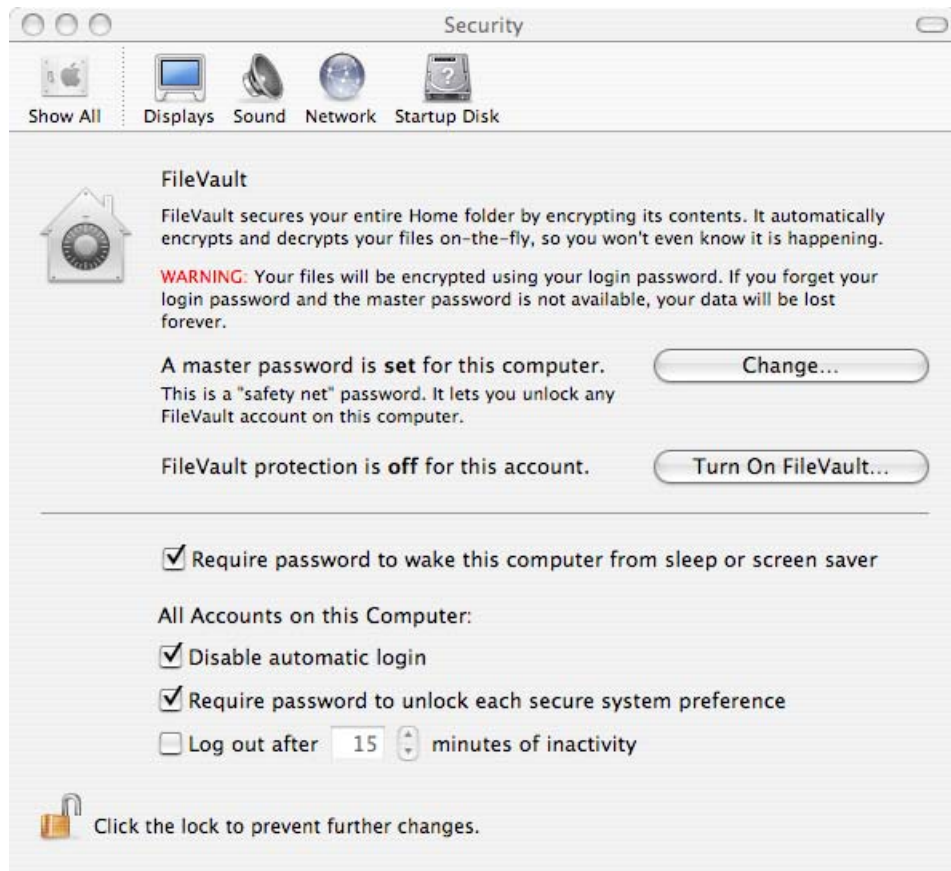 Security
Show All Displays Sound Network Startup Disk
FileVault
FileVault secures your entire Home folder by encrypting its contents. It automatically
encrypts and decrypts your files on-the-fly, so you won't even know it is happening.
WARNING: Your files will be encrypted using your login password. If you forget your
login password and the master password is not available, your data will be lost
forever.
A master password is set for this computer. Change...
This is a "safety net" password. It lets you unlock any
FileVault account on this computer.
FileVault protection is off for this account. Turn On FileVault...
Require password to wake this computer from sleep or screen saver
All Accounts on this Computer:
Disable automatic login
Require password to unlock each secure system preference
Log out after 15 minutes of inactivity
Click the lock to prevent further changes.